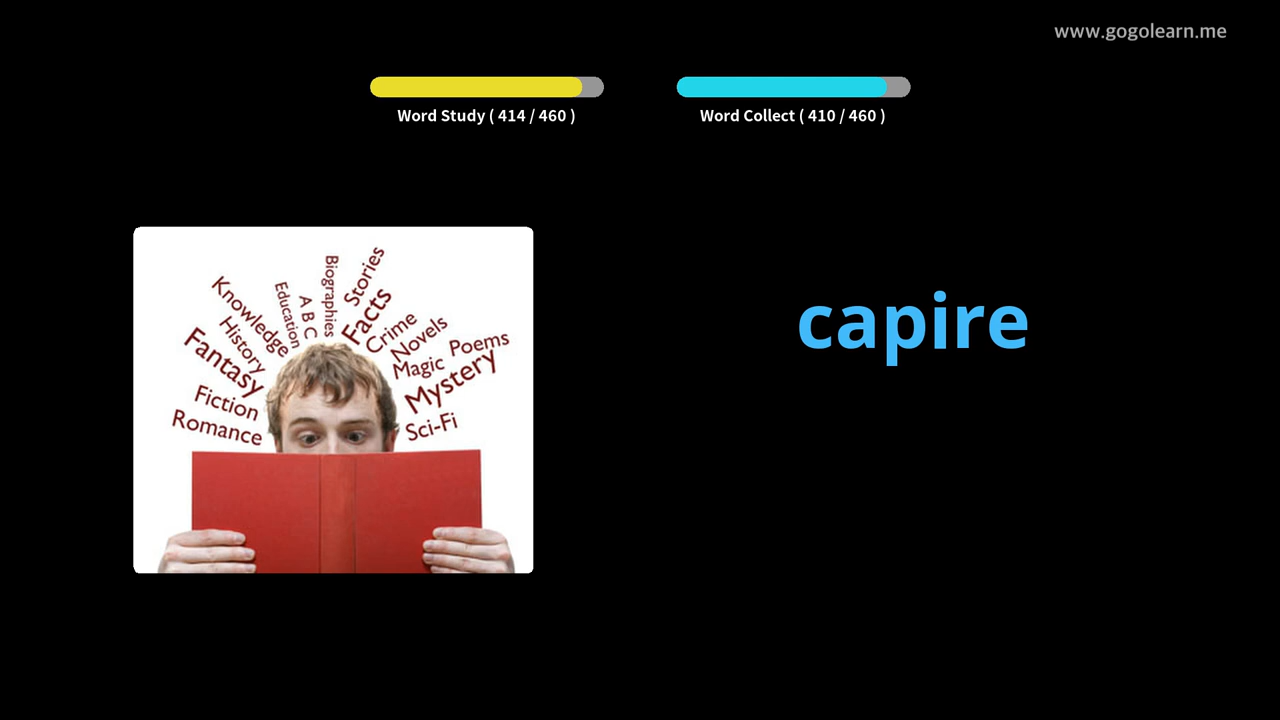 www.gogolearn.me
Word Study ( 414 / 460 )
Word Collect ( 410 / 460 )
capire
Biographies
Stories
Knowledge
Education
A B C
Facts
Crime
Novels
History
Fantasy
Magic
Poems
Mystery
Fiction
Romance
Sci-Fi